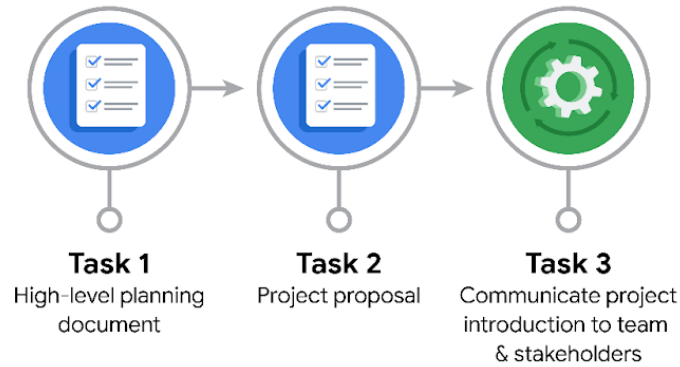 Task 1
High-level planning
document
Task 2
Project proposal
Task 3
Communicate project
introduction to team
& stakeholders